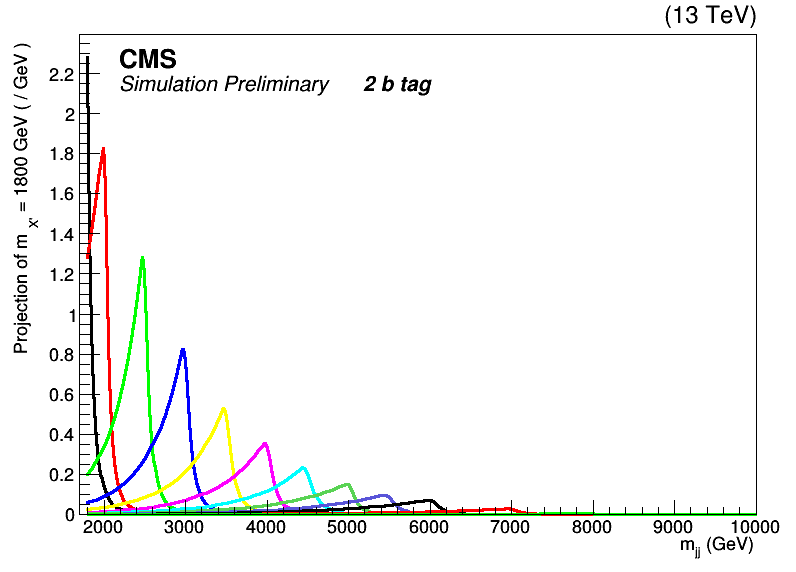 (13 TeV)
CMS
Simulation Preliminary 2 b tag
Projection of m_x' = 1800 GeV ( / GeV )
2.2
2
1.8
1.6
1.4
1.2
1
0.8
0.6
0.4
0.2
0
2000 3000 4000 5000 6000 7000 8000 9000 10000
m_jj (GeV)